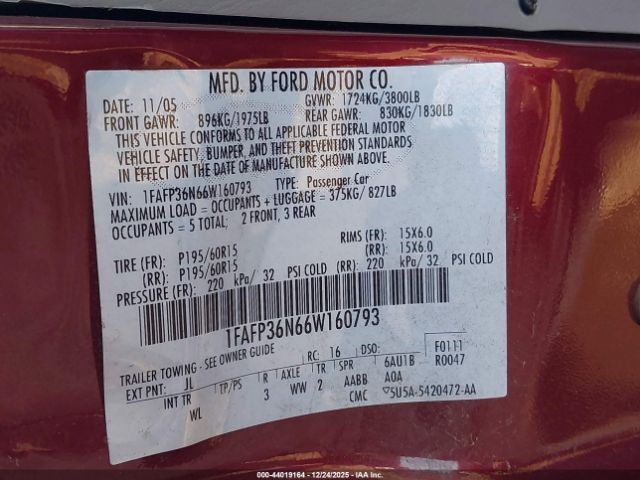 MFD. BY FORD MOTOR CO.
DATE: 11/05 GVWR: 1724KG/3800LB
FRONT GAWR: 896KG/1975LB REAR GAWR: 830KG/1830LB
THIS VEHICLE CONFORMS TO ALL APPLICABLE FEDERAL MOTOR
VEHICLE SAFETY, BUMPER, AND THEFT PREVENTION STANDARDS
IN EFFECT ON THE DATE OF MANUFACTURE SHOWN ABOVE.
VIN: 1FAFP36N66W160793 TYPE: Passenger Car
MAXIMUM LOAD = OCCUPANTS + LUGGAGE = 375KG/ 827LB
OCCUPANTS = 5 TOTAL; 2 FRONT, 3 REAR
TIRE (FR): P195/60R15 RIMS (FR): 15X6.0
(RR): P195/60R15 (RR): 15X6.0
PRESSURE (FR): 220 kPa/ 32 PSI COLD (RR): 220 kPa/ 32 PSI COLD
1FAFP36N66W160793
TRAILER TOWING - SEE OWNER GUIDE RC: 16 DSO: F0111
EXT PNT: JL R AXLE TR SPR 6AU1B R0047
INT TR TP/PS 3 WW 2 AABB A0A
WL CMC 5U5A-5420472-AA
000-44019164 | 12/24/2025 - IAA Inc.